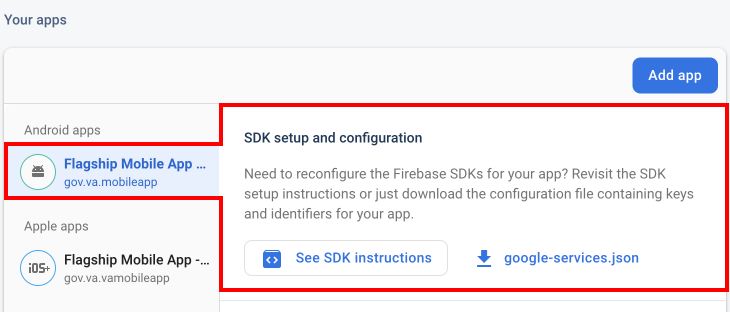 Your apps
Add app
Android apps
Flagship Mobile App ...
gov.va.mobileapp
Apple apps
iOS+
Flagship Mobile App -...
gov.va.vamobileapp
SDK setup and configuration
Need to reconfigure the Firebase SDKs for your app? Revisit the SDK
setup instructions or just download the configuration file containing keys
and identifiers for your app.
See SDK instructions
google-services.json